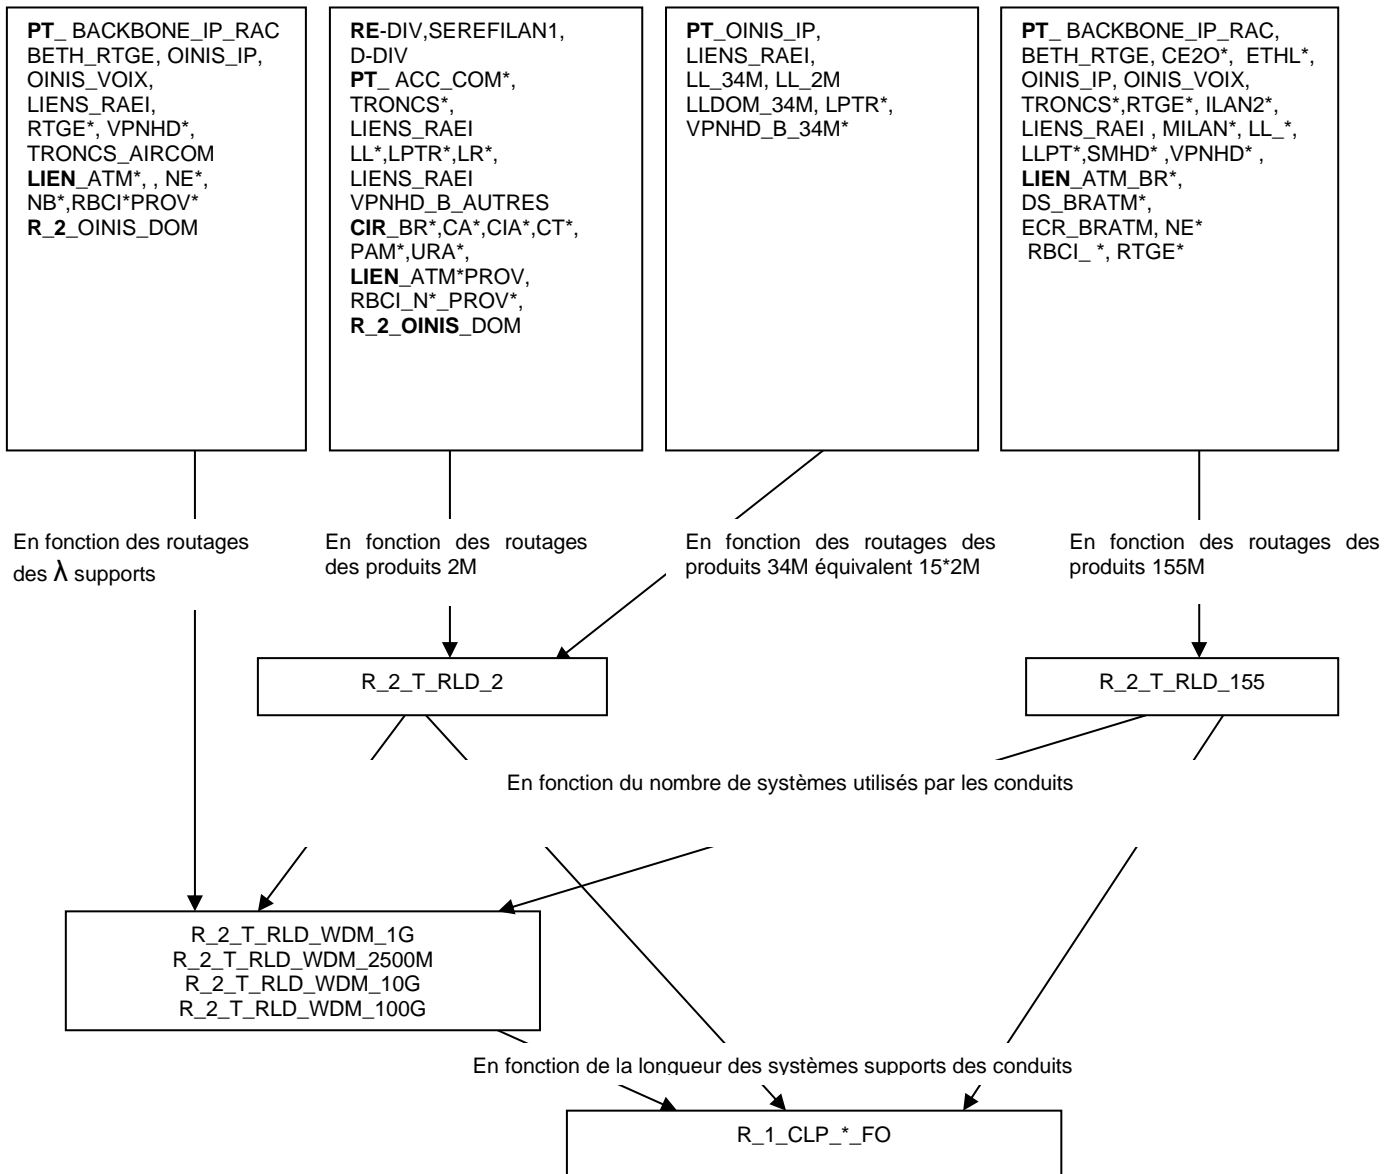 PT_ BACKBONE_IP_RAC
BETH_RTGE, OINIS_IP,
OINIS_VOIX,
LIENS_RAEI,
RTGE*, VPNHD*,
TRONCS_AIRCOM
LIEN_ATM*, , NE*,
NB*,RBCI*PROV*
R_2_OINIS_DOM
RE-DIV,SEREFILAN1,
D-DIV
PT_ ACC_COM*,
TRONCS*,
LIENS_RAEI
LL*,LPTR*,LR*,
LIENS_RAEI
VPNHD_B_AUTRES
CIR_BR*,CA*,CIA*,CT*,
PAM*,URA*,
LIEN_ATM*PROV,
RBCI_N*_PROV*,
R_2_OINIS_DOM
PT_OINIS_IP,
LIENS_RAEI,
LL_34M, LL_2M
LLDOM_34M, LPTR*,
VPNHD_B_34M*
PT_ BACKBONE_IP_RAC,
BETH_RTGE, CE2O*, ETHL*,
OINIS_IP, OINIS_VOIX,
TRONCS*,RTGE*, ILAN2*,
LIENS_RAEI , MILAN*, LL_*,
LLPT*,SMHD* ,VPNHD* ,
LIEN_ATM_BR*,
DS_BRATM*,
ECR_BRATM, NE*
RBCI_ *, RTGE*
En fonction des routages
des λ supports
En fonction des routages
des produits 2M
En fonction des routages des
produits 34M équivalent 15*2M
En fonction des routages des
produits 155M
R_2_T_RLD_2
R_2_T_RLD_155
En fonction du nombre de systèmes utilisés par les conduits
R_2_T_RLD_WDM_1G
R_2_T_RLD_WDM_2500M
R_2_T_RLD_WDM_10G
R_2_T_RLD_WDM_100G
En fonction de la longueur des systèmes supports des conduits
R_1_CLP_*_FO